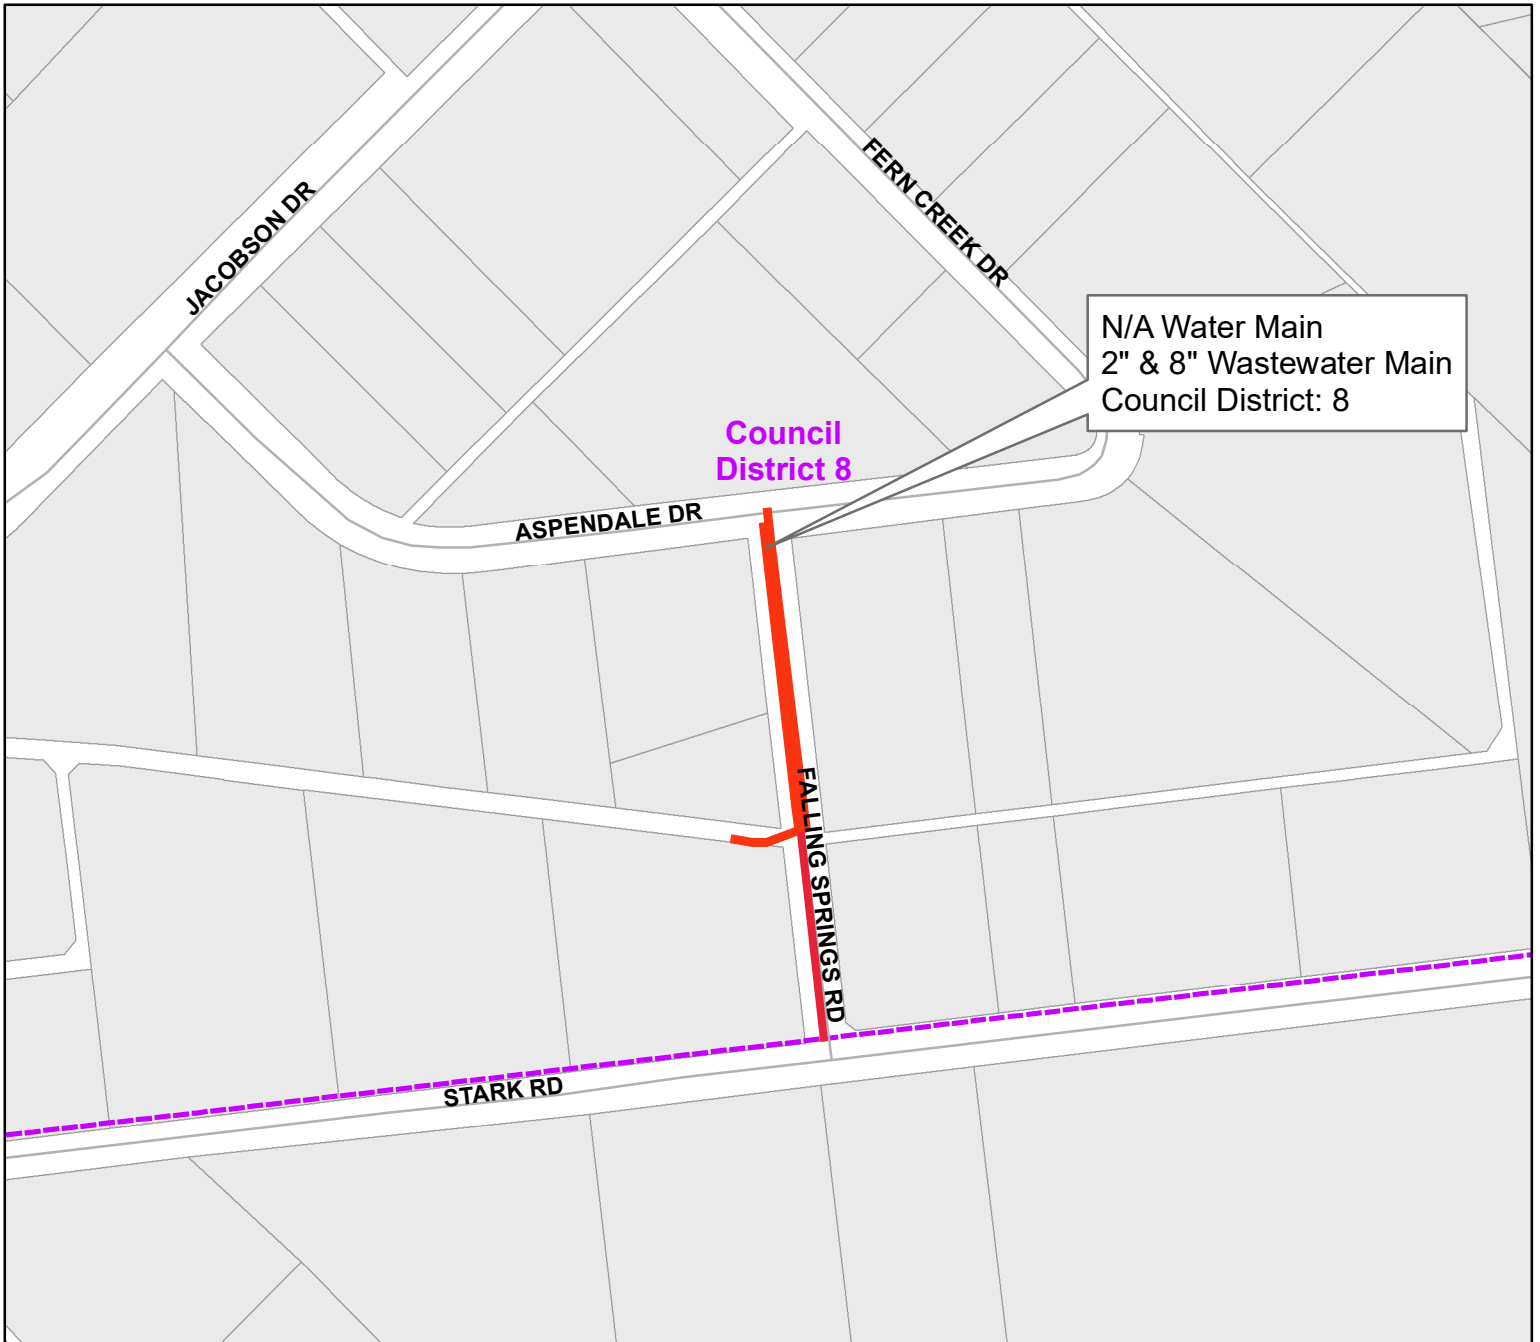 JACOBSON DR
FERN CREEK DR
N/A Water Main
2" & 8" Wastewater Main
Council District: 8
Council
District 8
ASPENDALE DR
FALLING SPRINGS RD
STARK RD